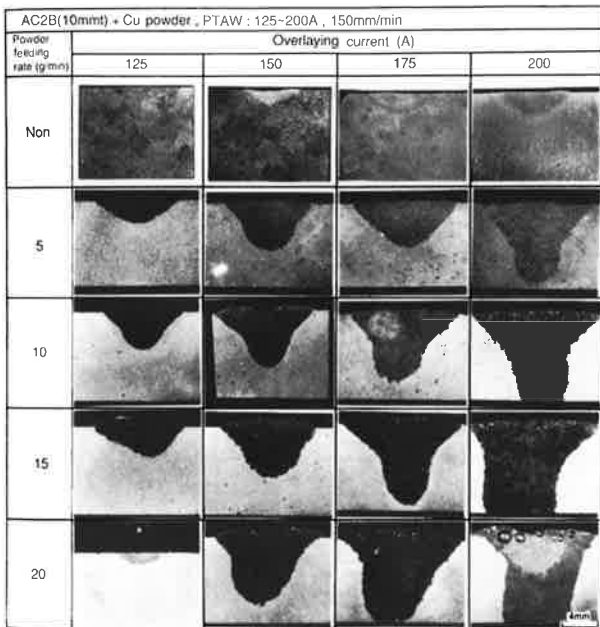 AC2B(10mmt) + Cu powder , PTAW : 125~200A , 150mm/min
Powder feeding rate (g/min)
Overlaying current (A)
125 150 175 200
Non
5
10
15
20
4mm